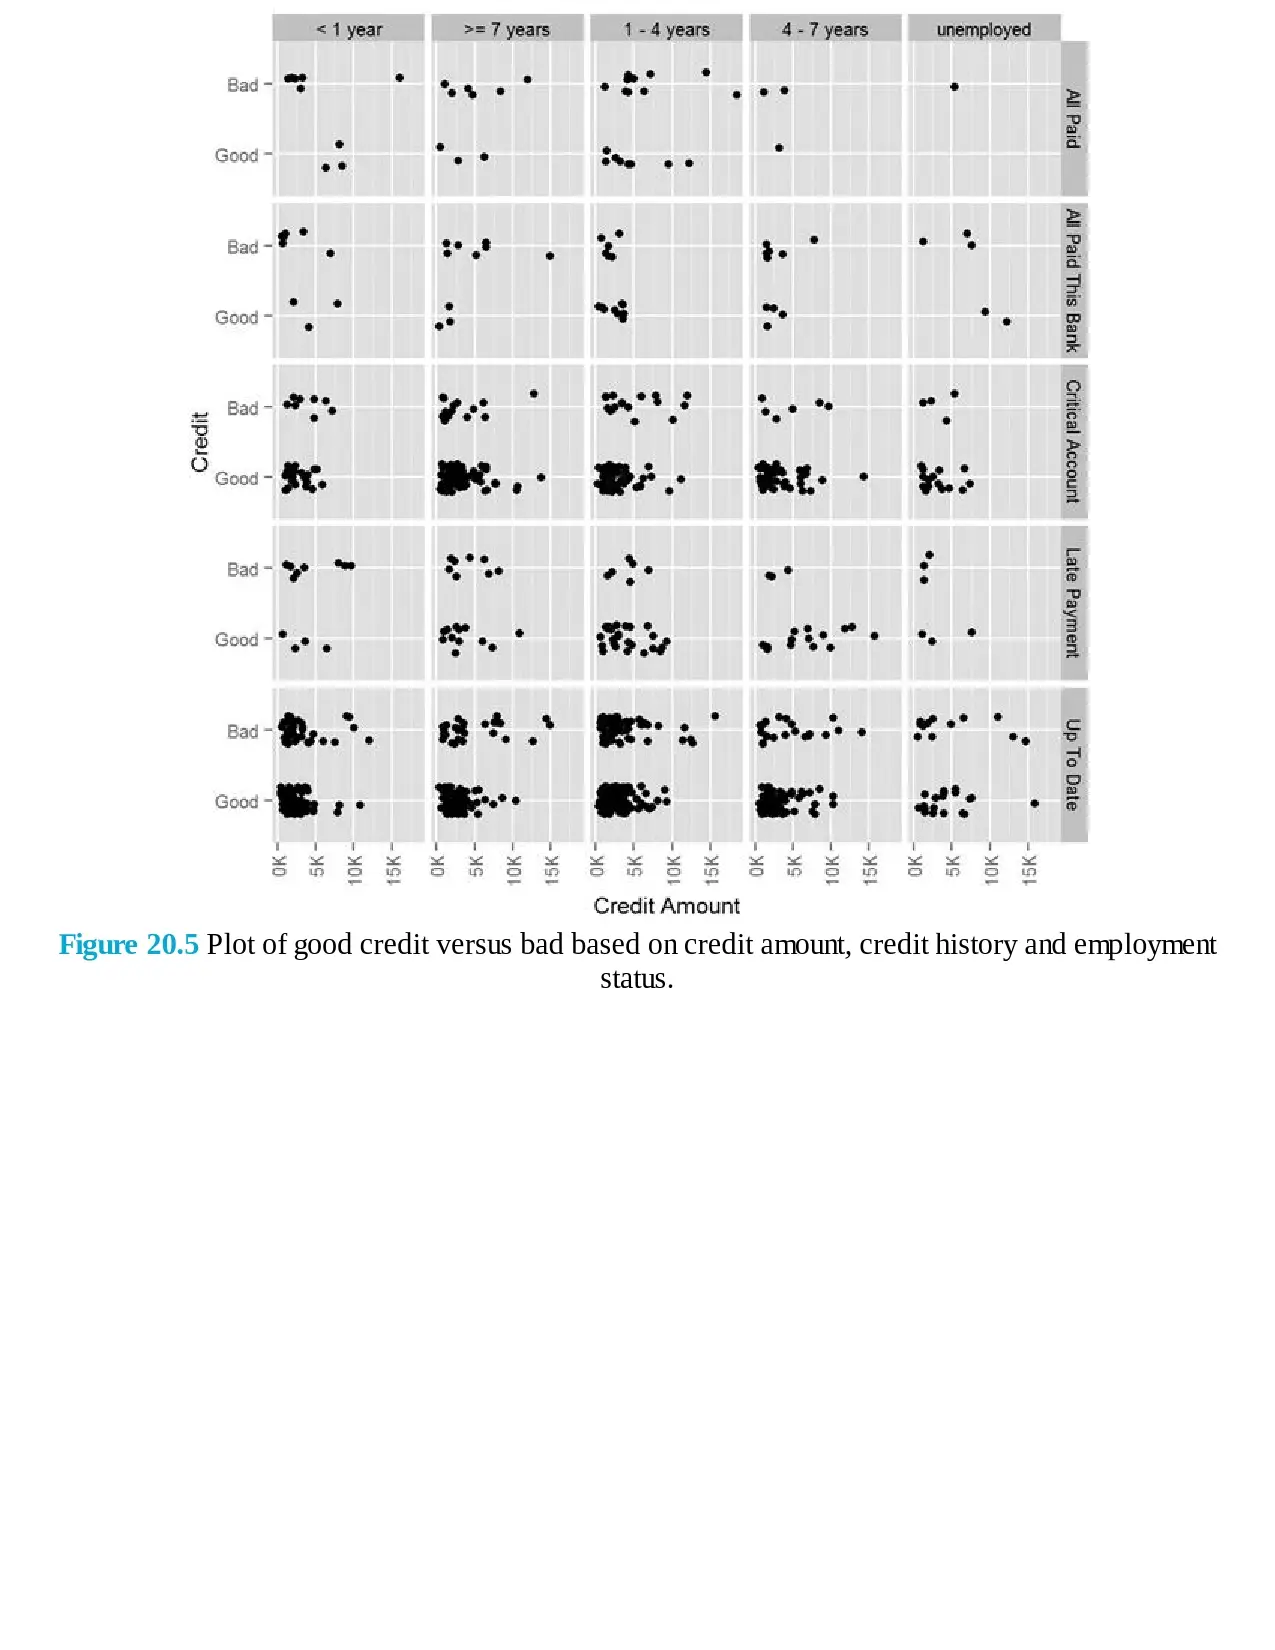 < 1 year >= 7 years 1 - 4 years 4 - 7 years unemployed
Bad
Good
All Paid
Bad
Good
All Paid This Bank
Bad
Good
Critical Account
Bad
Good
Late Payment
Bad
Good
Up To Date
Credit
0K 5K 10K 15K 0K 5K 10K 15K 0K 5K 10K 15K 0K 5K 10K 15K 0K 5K 10K 15K
Credit Amount
Figure 20.5 Plot of good credit versus bad based on credit amount, credit history and employment
status.